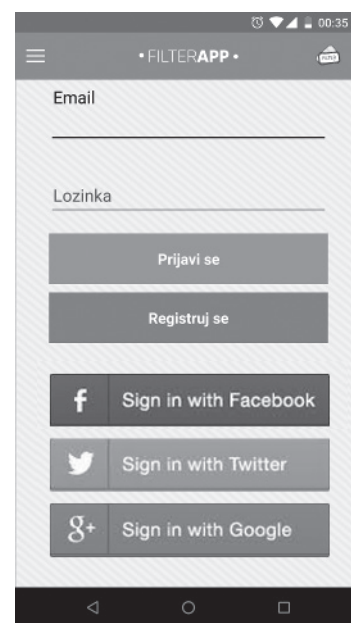 00:35
• FILTERAPP •
FILTER
Email
Lozinka
Prijavi se
Registruj se
f Sign in with Facebook
Sign in with Twitter
g+ Sign in with Google